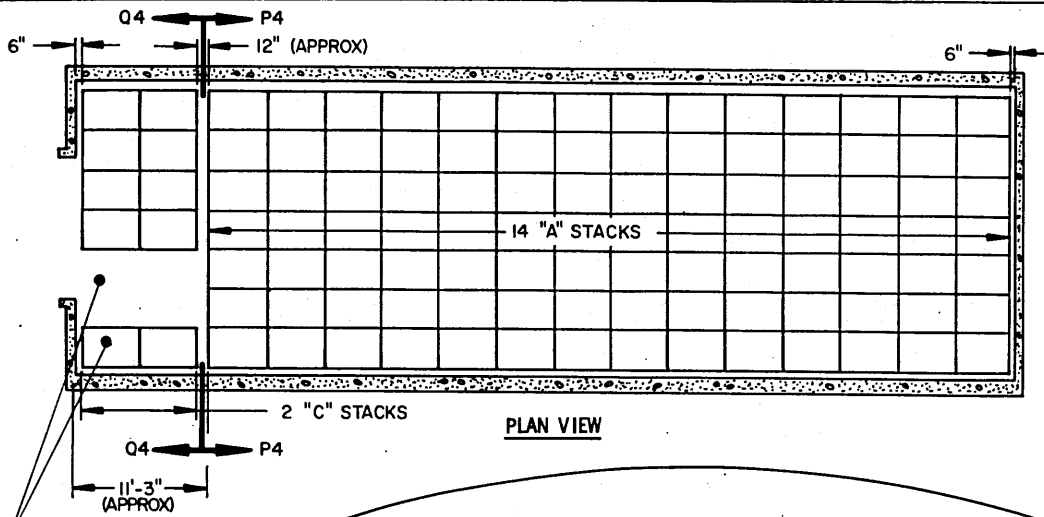 Q4 P4
6" 12" (APPROX) 6"
14 "A" STACKS
2 "C" STACKS
PLAN VIEW
Q4 P4
11'-3"
(APPROX)